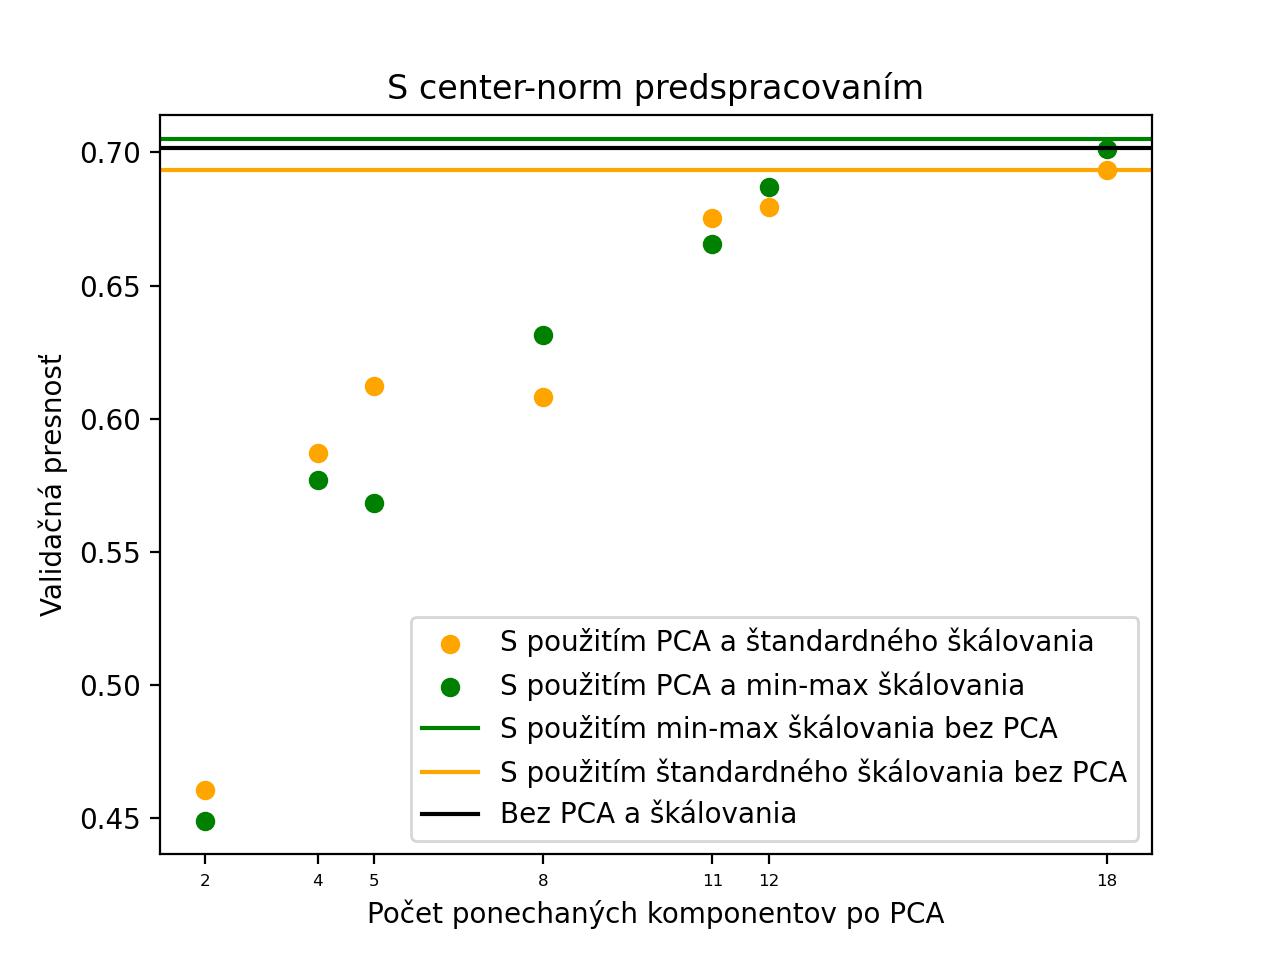 S center-norm predspracovaním
0.70
0.65
0.60
0.55
0.50
0.45
Validačná presnosť
S použitím PCA a štandardného škálovania
S použitím PCA a min-max škálovania
S použitím min-max škálovania bez PCA
S použitím štandardného škálovania bez PCA
Bez PCA a škálovania
2 4 5 8 11 12 18
Počet ponechaných komponentov po PCA